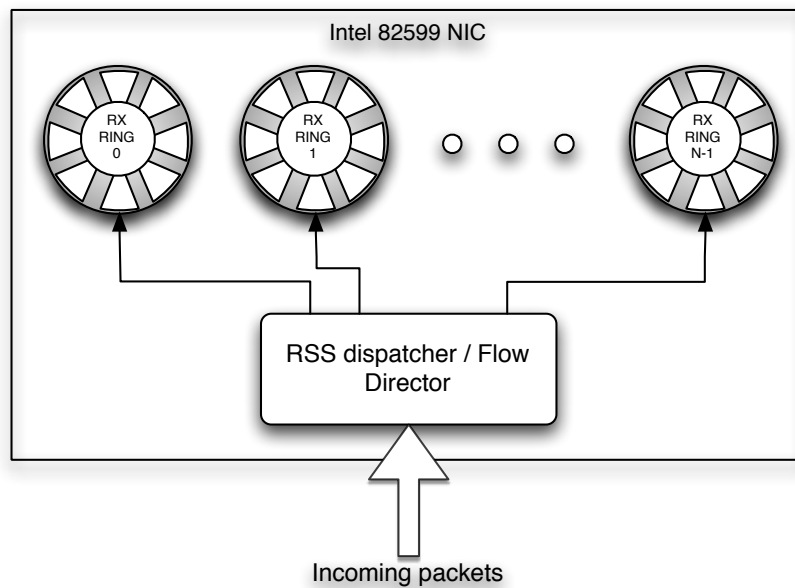 Intel 82599 NIC
RX
RING
0
RX
RING
1
RX
RING
N-1
RSS dispatcher / Flow
Director
Incoming packets